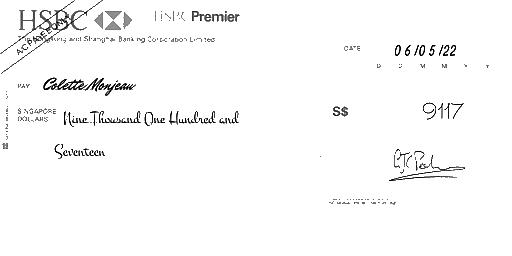 HSBC HSBC Premier
A/C PAYEE ONLY
The Hongkong and Shanghai Banking Corporation Limited
DATE 06/05/22
D D M M Y Y
PAY Colette Monjeau
SINGAPORE DOLLARS Nine Thousand One Hundred and
Seventeen
S$ 9117